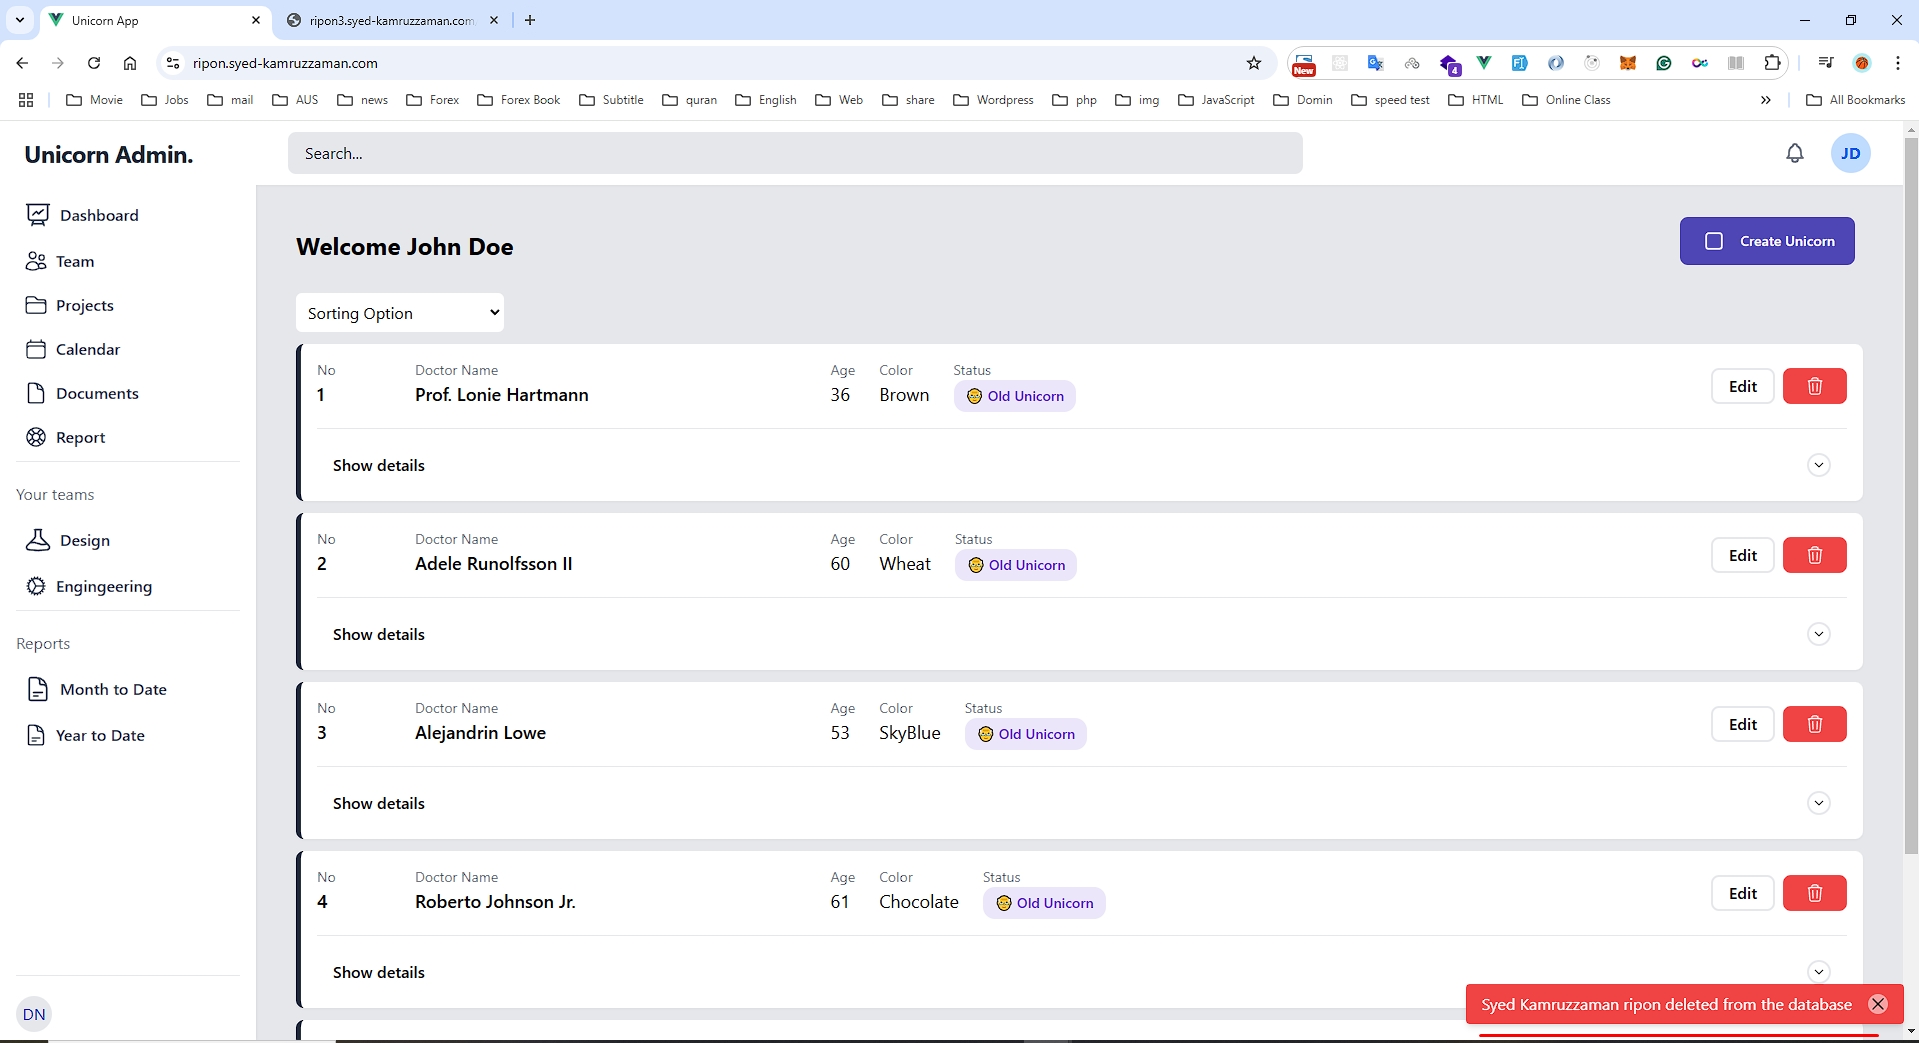 Unicorn App
ripon3.syed-kamruzzaman.com
ripon.syed-kamruzzaman.com
New
4
Movie
Jobs
mail
AUS
news
Forex
Forex Book
Subtitle
quran
English
Web
share
Wordpress
php
img
JavaScript
Domin
speed test
HTML
Online Class
All Bookmarks
Unicorn Admin.
Search...
JD
Dashboard
Team
Projects
Calendar
Documents
Report
Your teams
Design
Engingeering
Reports
Month to Date
Year to Date
DN
Welcome John Doe
Create Unicorn
Sorting Option
No Doctor Name Age Color Status
1 Prof. Lonie Hartmann 36 Brown Old Unicorn Edit
Show details
No Doctor Name Age Color Status
2 Adele Runolfsson II 60 Wheat Old Unicorn Edit
Show details
No Doctor Name Age Color Status
3 Alejandrin Lowe 53 SkyBlue Old Unicorn Edit
Show details
No Doctor Name Age Color Status
4 Roberto Johnson Jr. 61 Chocolate Old Unicorn Edit
Show details
Syed Kamruzzaman ripon deleted from the database